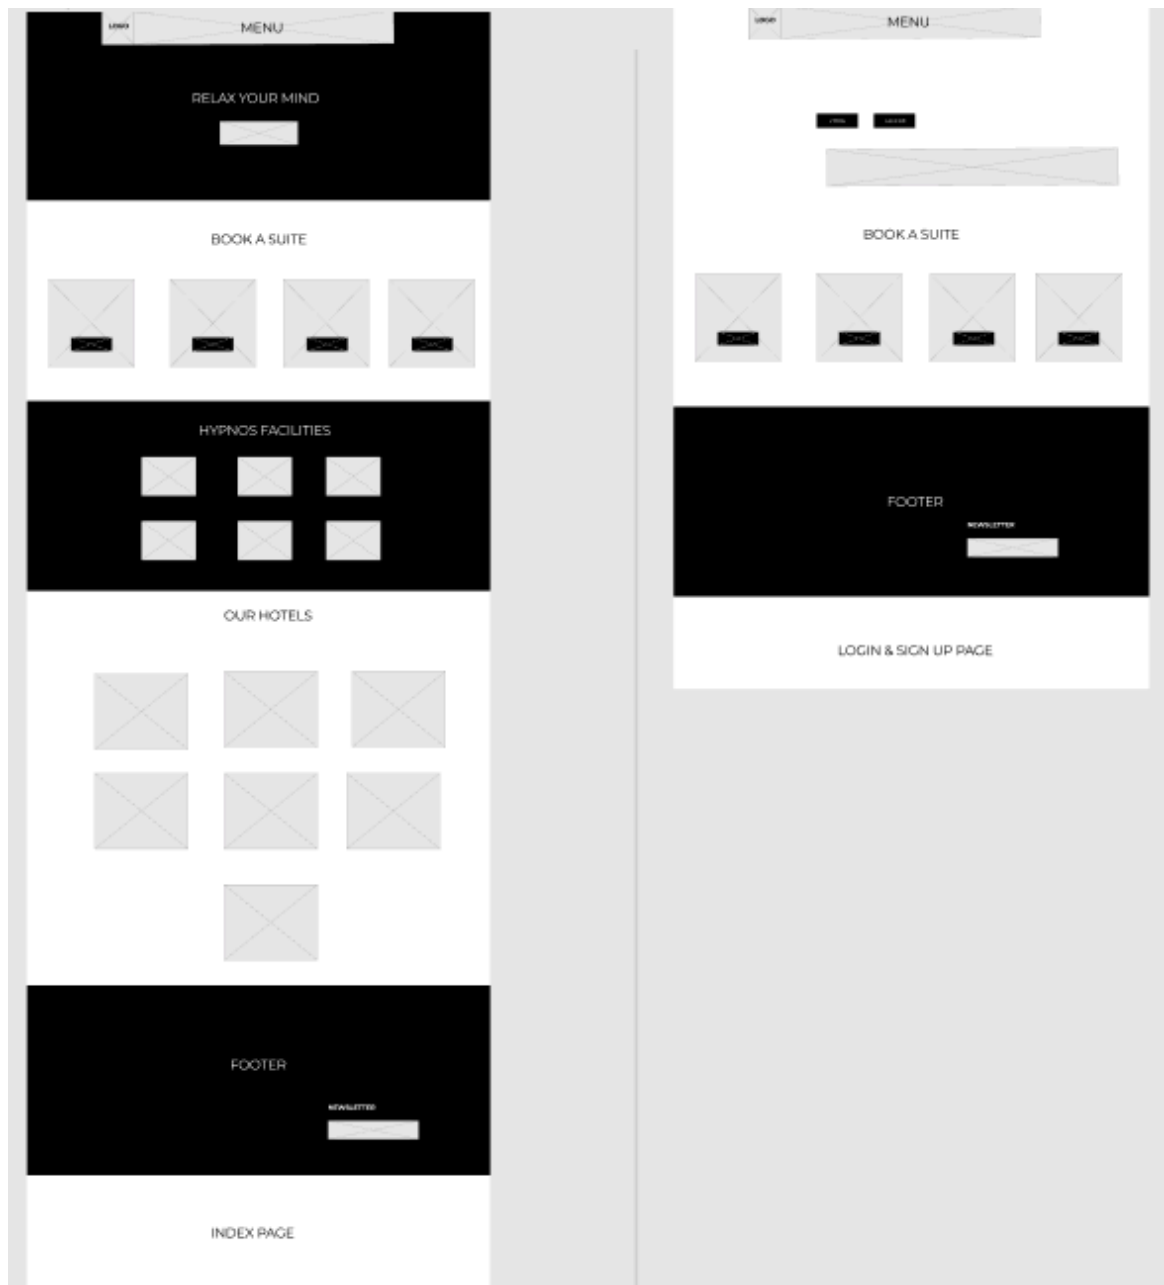 LOGO
MENU
RELAX YOUR MIND
BOOK A SUITE
HYPNOS FACILITIES
OUR HOTELS
FOOTER
NEWSLETTER
INDEX PAGE
LOGO
MENU
BOOK A SUITE
FOOTER
NEWSLETTER
LOGIN & SIGN UP PAGE